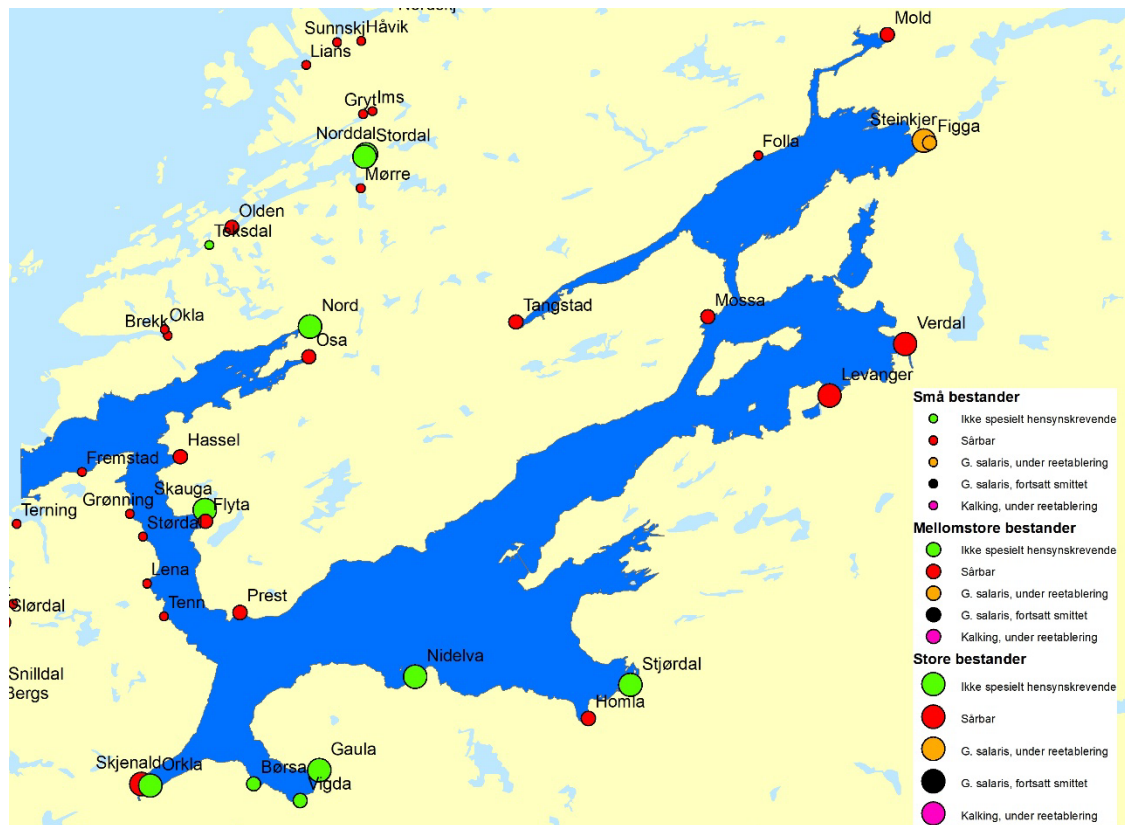 Nordskj
Mold
Sunnskj
Håvik
Lians
Gryt
Ims
Steinkjer
Figga
Norddal
Stordal
Folla
Mørre
Olden
Teksdal
Nord
Tangstad
Mossa
Brekk
Okla
Osa
Verdal
Levanger
Hassel
Fremstad
Skauga
Flyta
Grønning
Terning
Størdal
Lena
Prest
Tenn
Slørdal
Nidelva
Stjørdal
Snilldal
Bergs
Homla
Skjenald
Orkla
Børsa
Gaula
Vigda
Små bestander
Ikke spesielt hensynskrevende
Sårbar
G. salaris, under reetablering
G. salaris, fortsatt smittet
Kalking, under reetablering
Mellomstore bestander
Ikke spesielt hensynskrevende
Sårbar
G. salaris, under reetablering
G. salaris, fortsatt smittet
Kalking, under reetablering
Store bestander
Ikke spesielt hensynskrevende
Sårbar
G. salaris, under reetablering
G. salaris, fortsatt smittet
Kalking, under reetablering